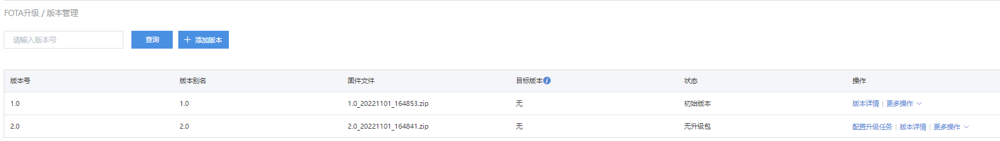 FOTA升级 / 版本管理
请输入版本号 查询 + 添加版本
版本号 版本别名 固件文件 目标版本 状态 操作
1.0 1.0 1.0_20221101_164853.zip 无 初始版本 版本详情 | 更多操作
2.0 2.0 2.0_20221101_164841.zip 无 无升级包 配置升级任务 | 版本详情 | 更多操作